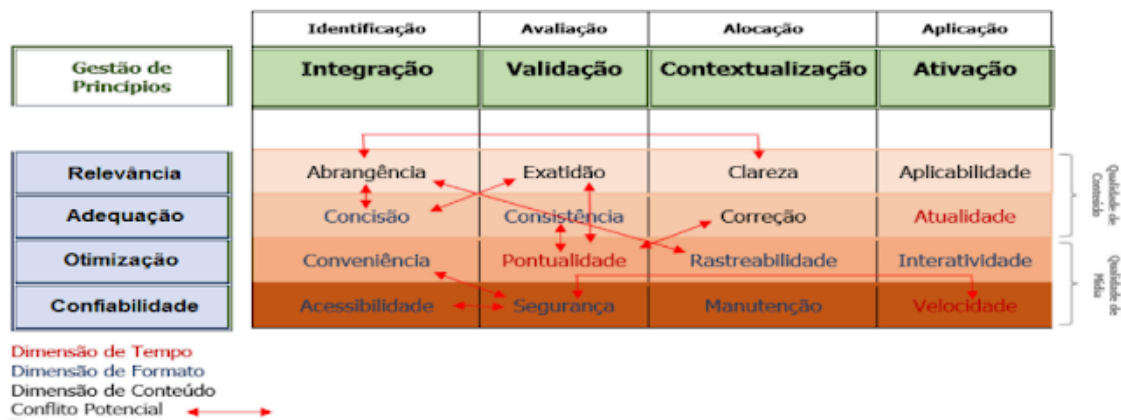 Identificação Avaliação Alocação Aplicação
Gestão de
Princípios
Integração Validação Contextualização Ativação
Relevância Abrangência Exatidão Clareza Aplicabilidade
Adequação Concisão Consistência Correção Atualidade
Otimização Conveniência Pontualidade Rastreabilidade Interatividade
Confiabilidade Acessibilidade Segurança Manutenção Velocidade
Qualidade de
Conteúdo
Qualidade de
Mídia
Dimensão de Tempo
Dimensão de Formato
Dimensão de Conteúdo
Conflito Potencial